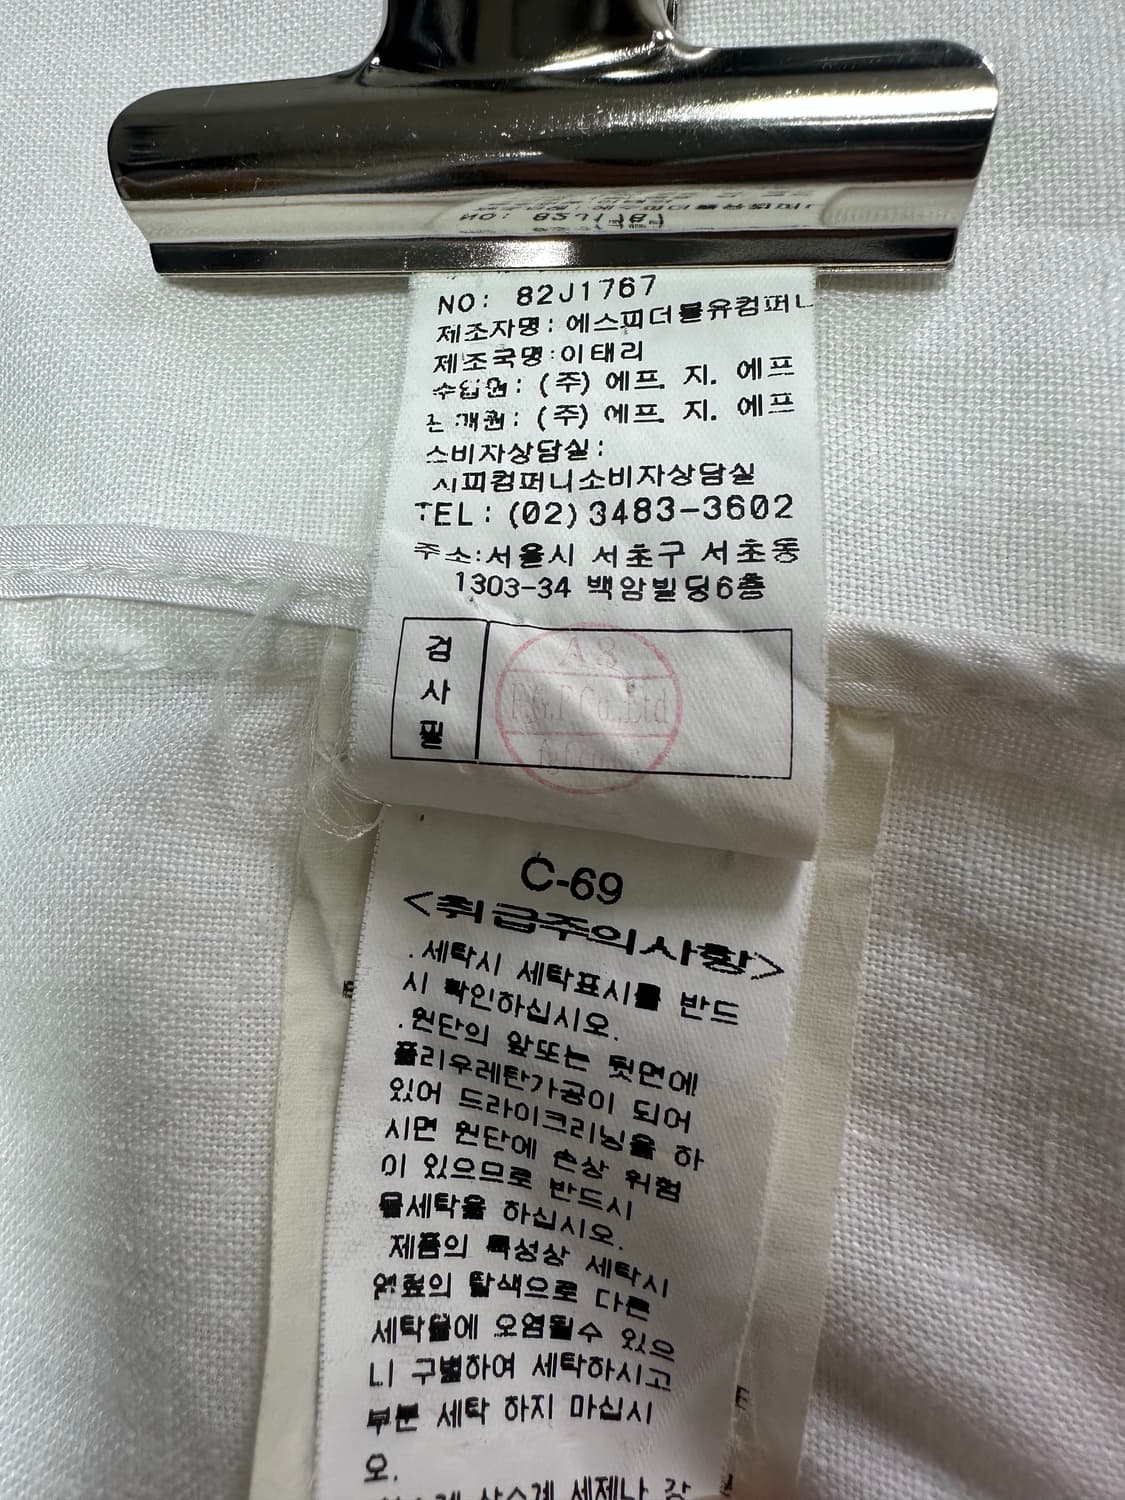 NO: 82J1767
제조자명: 에스피더블유컴퍼니
제조국명:이태리
수입원: (주) 에프. 지. 에프
판매원: (주) 에프. 지. 에프
소비자상담실:
시피컴퍼니소비자상담실
TEL: (02)3483-3602
주소:서울시 서초구 서초동
1303-34 백암빌딩6층
검사필
A 8
F.G.F Co.,Ltd
C-69
<취급주의사항>
.세탁시 세탁표시를 반드
시 확인하십시오.
.원단의 앞또는 뒷면에
폴리우레탄가공이 되어
있어 드라이크리닝을 하
시면 원단에 손상 위험
이 있으므로 반드시
물세탁을 하십시오.
제품의 특성상 세탁시
염료의 탈색으로 다른
세탁물에 오염될수 있으
니 구별하여 세탁하시고
부분 세탁 하지 마십시
오.
세제나